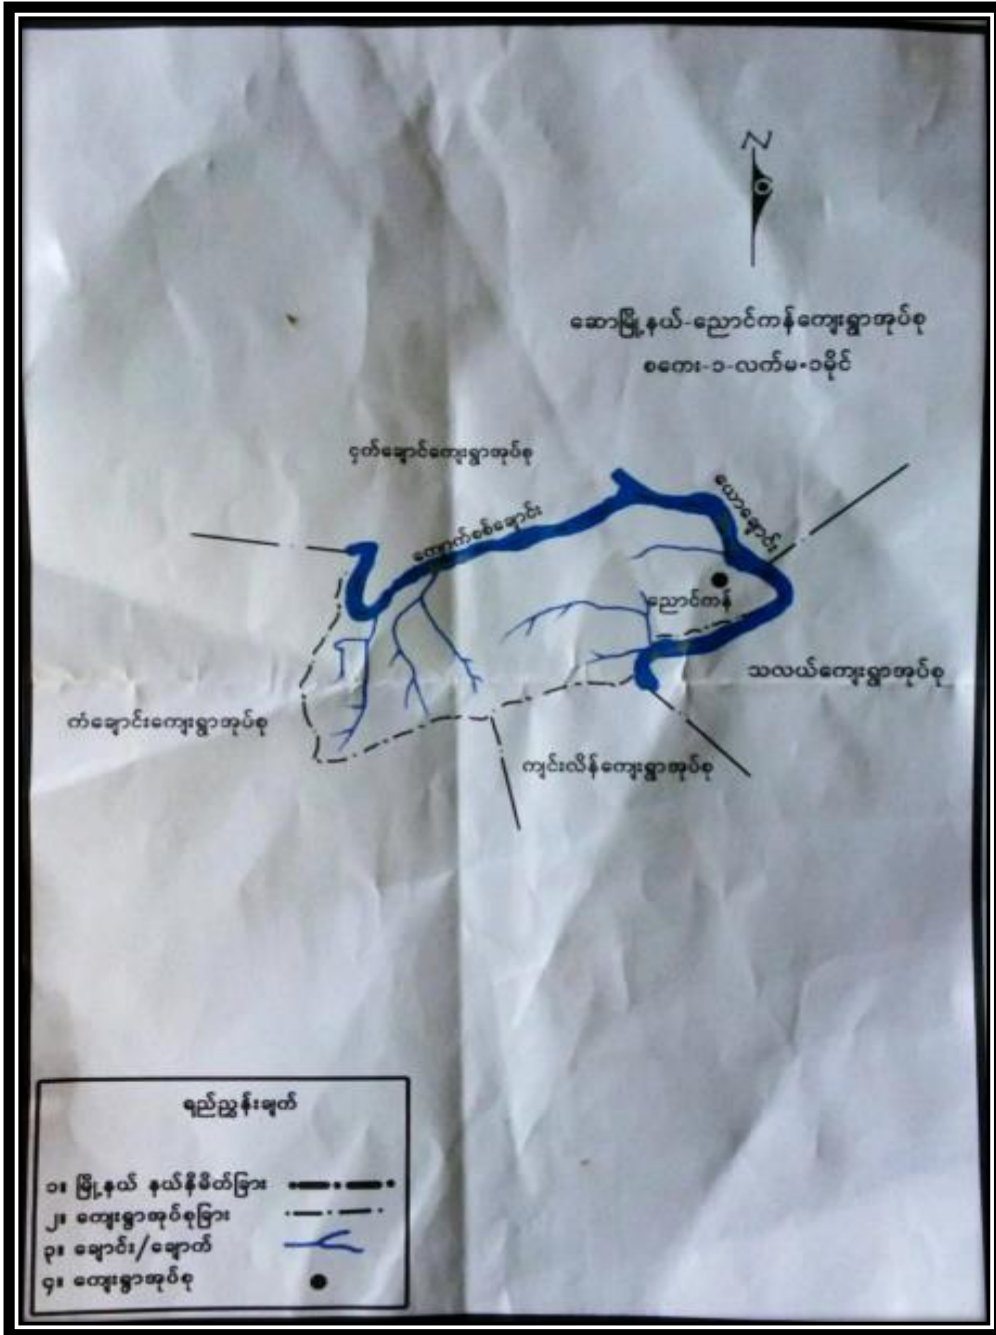 N
ဆောမြို့နယ်-ညောင်ကန်ကျေးရွာအုပ်စု
စကေး-၁-လက်မ=၁မိုင်
ငှက်ချောင်ကျေးရွာအုပ်စု
ယောချောင်း
ကျောက်စစ်ချောင်း
ညောင်ကန်
သလယ်ကျေးရွာအုပ်စု
ကံချောင်းကျေးရွာအုပ်စု
ကျင်းလိန်ကျေးရွာအုပ်စု
ရည်ညွှန်းချက်
၁။ မြို့နယ် နယ်နိမိတ်ခြား
၂။ ကျေးရွာအုပ်စုခြား
၃။ ချောင်း/ချောက်
၄။ ကျေးရွာအုပ်စု